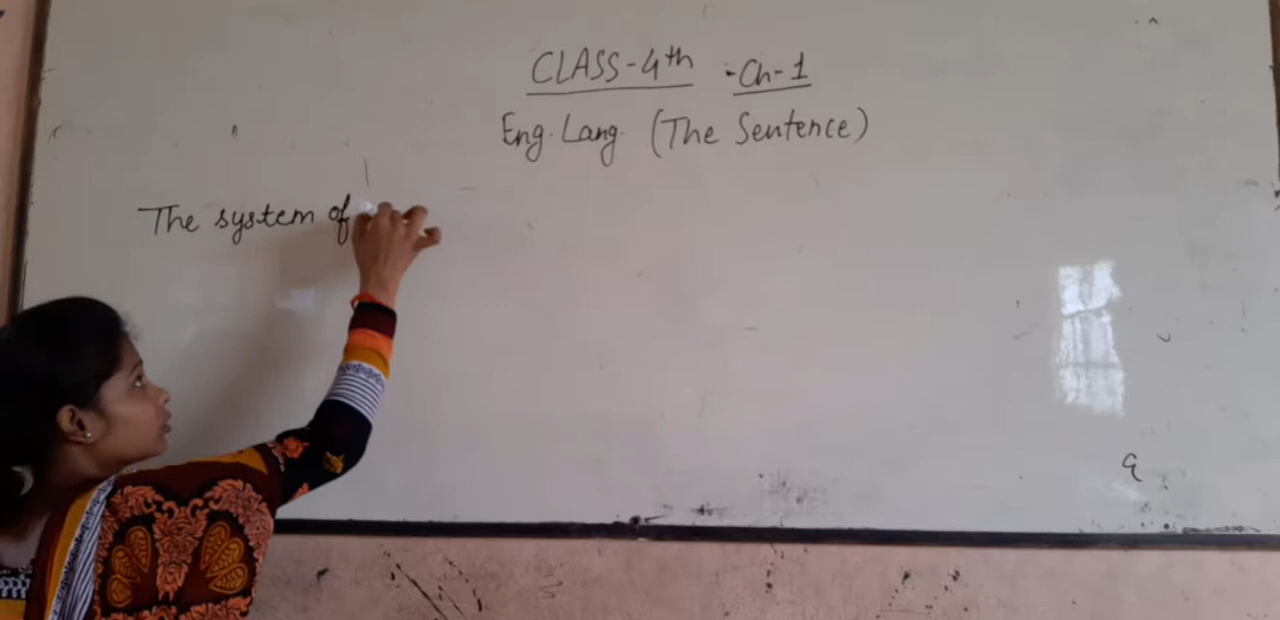 CLASS-4th -Ch-1
Eng. Lang. (The Sentence)
The system of
q